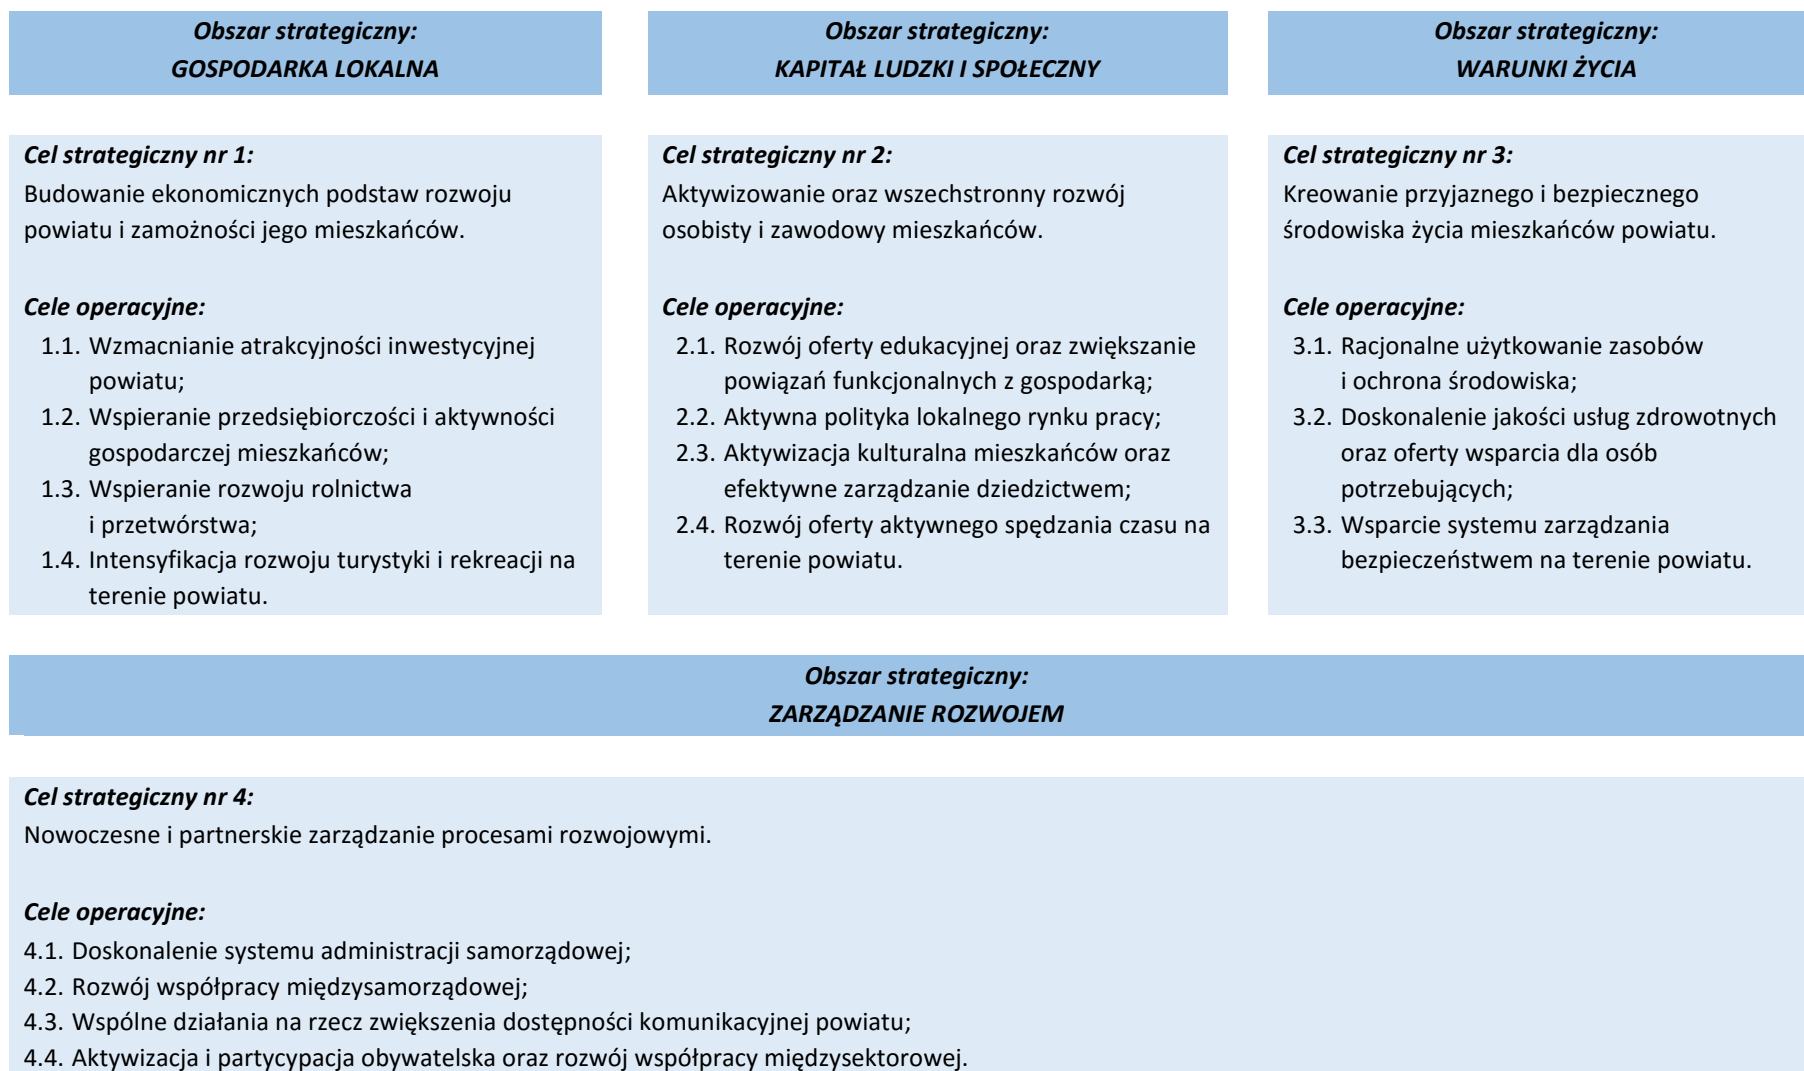 Obszar strategiczny:
GOSPODARKA LOKALNA
Obszar strategiczny:
KAPITAŁ LUDZKI I SPOŁECZNY
Obszar strategiczny:
WARUNKI ŻYCIA
Cel strategiczny nr 1:
Budowanie ekonomicznych podstaw rozwoju
powiatu i zamożności jego mieszkańców.
Cele operacyjne:
1.1. Wzmacnianie atrakcyjności inwestycyjnej
powiatu;
1.2. Wspieranie przedsiębiorczości i aktywności
gospodarczej mieszkańców;
1.3. Wspieranie rozwoju rolnictwa
i przetwórstwa;
1.4. Intensyfikacja rozwoju turystyki i rekreacji na
terenie powiatu.
Cel strategiczny nr 2:
Aktywizowanie oraz wszechstronny rozwój
osobisty i zawodowy mieszkańców.
Cele operacyjne:
2.1. Rozwój oferty edukacyjnej oraz zwiększanie
powiązań funkcjonalnych z gospodarką;
2.2. Aktywna polityka lokalnego rynku pracy;
2.3. Aktywizacja kulturalna mieszkańców oraz
efektywne zarządzanie dziedzictwem;
2.4. Rozwój oferty aktywnego spędzania czasu na
terenie powiatu.
Cel strategiczny nr 3:
Kreowanie przyjaznego i bezpiecznego
środowiska życia mieszkańców powiatu.
Cele operacyjne:
3.1. Racjonalne użytkowanie zasobów
i ochrona środowiska;
3.2. Doskonalenie jakości usług zdrowotnych
oraz oferty wsparcia dla osób
potrzebujących;
3.3. Wsparcie systemu zarządzania
bezpieczeństwem na terenie powiatu.
Obszar strategiczny:
ZARZĄDZANIE ROZWOJEM
Cel strategiczny nr 4:
Nowoczesne i partnerskie zarządzanie procesami rozwojowymi.
Cele operacyjne:
4.1. Doskonalenie systemu administracji samorządowej;
4.2. Rozwój współpracy międzysamorządowej;
4.3. Wspólne działania na rzecz zwiększenia dostępności komunikacyjnej powiatu;
4.4. Aktywizacja i partycypacja obywatelska oraz rozwój współpracy międzysektorowej.